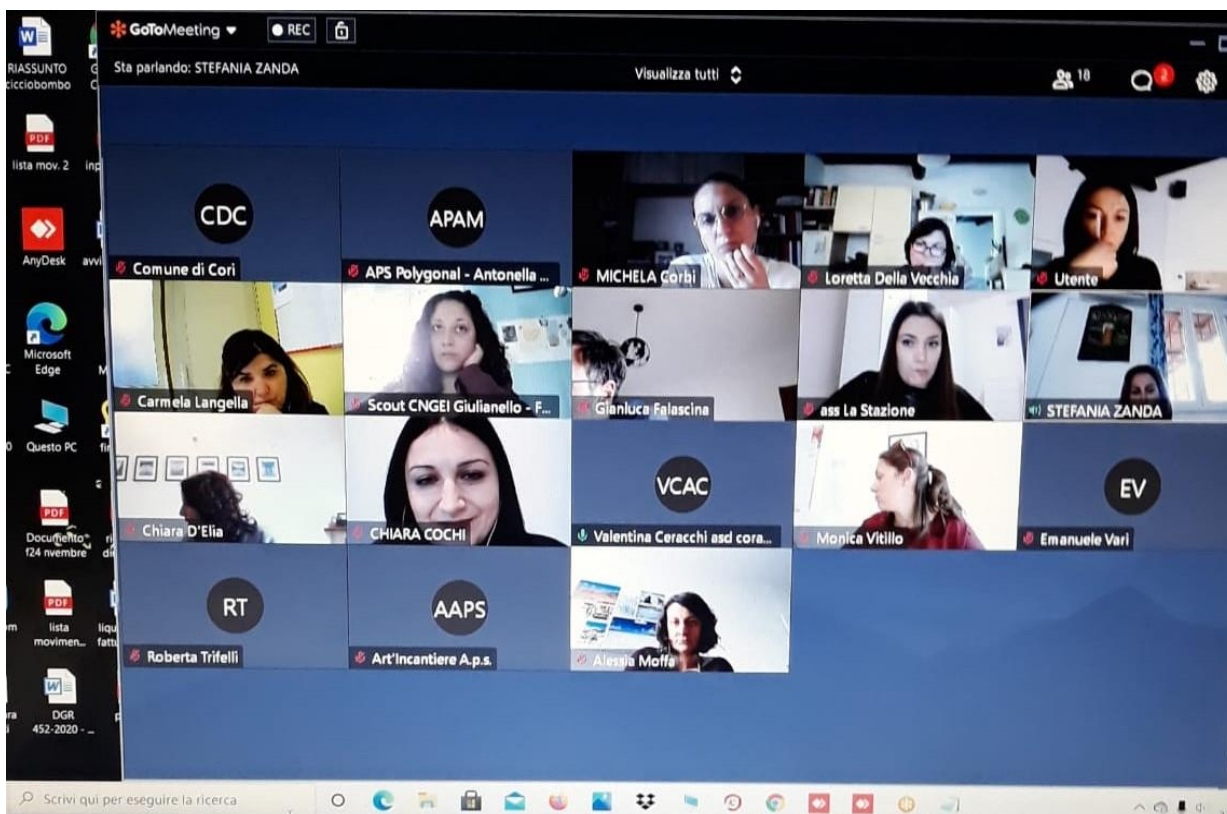 GoToMeeting
REC
Sta parlando: STEFANIA ZANDA
Visualizza tutti
18
2
RIASSUNTO
cicciobombo
PDF
lista mov. 2
AnyDesk
Microsoft
Edge
Questo PC
PDF
Documento
f24 nvembre
PDF
lista
movimen...
DGR
452-2020 - ...
CDC
Comune di Cori
APAM
APS Polygonal - Antonella ...
MICHELA Corbi
Loretta Della Vecchia
Utente
Carmela Langella
Scout CNGEI Giulianello - F...
Gianluca Falascina
ass La Stazione
STEFANIA ZANDA
Chiara D'Elia
CHIARA COCHI
VCAC
Valentina Ceracchi asd cora...
Monica Vitillo
EV
Emanuele Vari
RT
Roberta Trifelli
AAPS
Art'Incantiere A.p.s.
Alessia Moffa
Scrivi qui per eseguire la ricerca